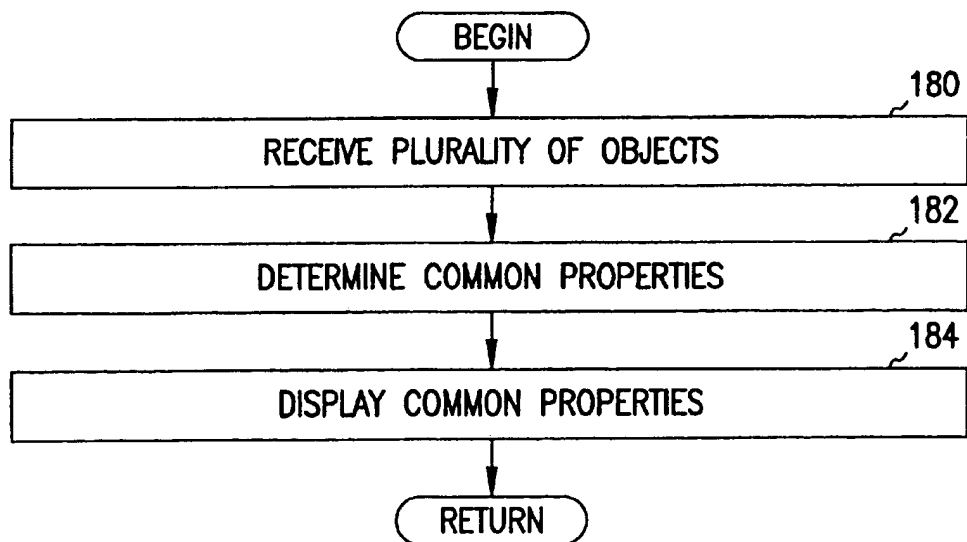 BEGIN
180
RECEIVE PLURALITY OF OBJECTS
182
DETERMINE COMMON PROPERTIES
184
DISPLAY COMMON PROPERTIES
RETURN